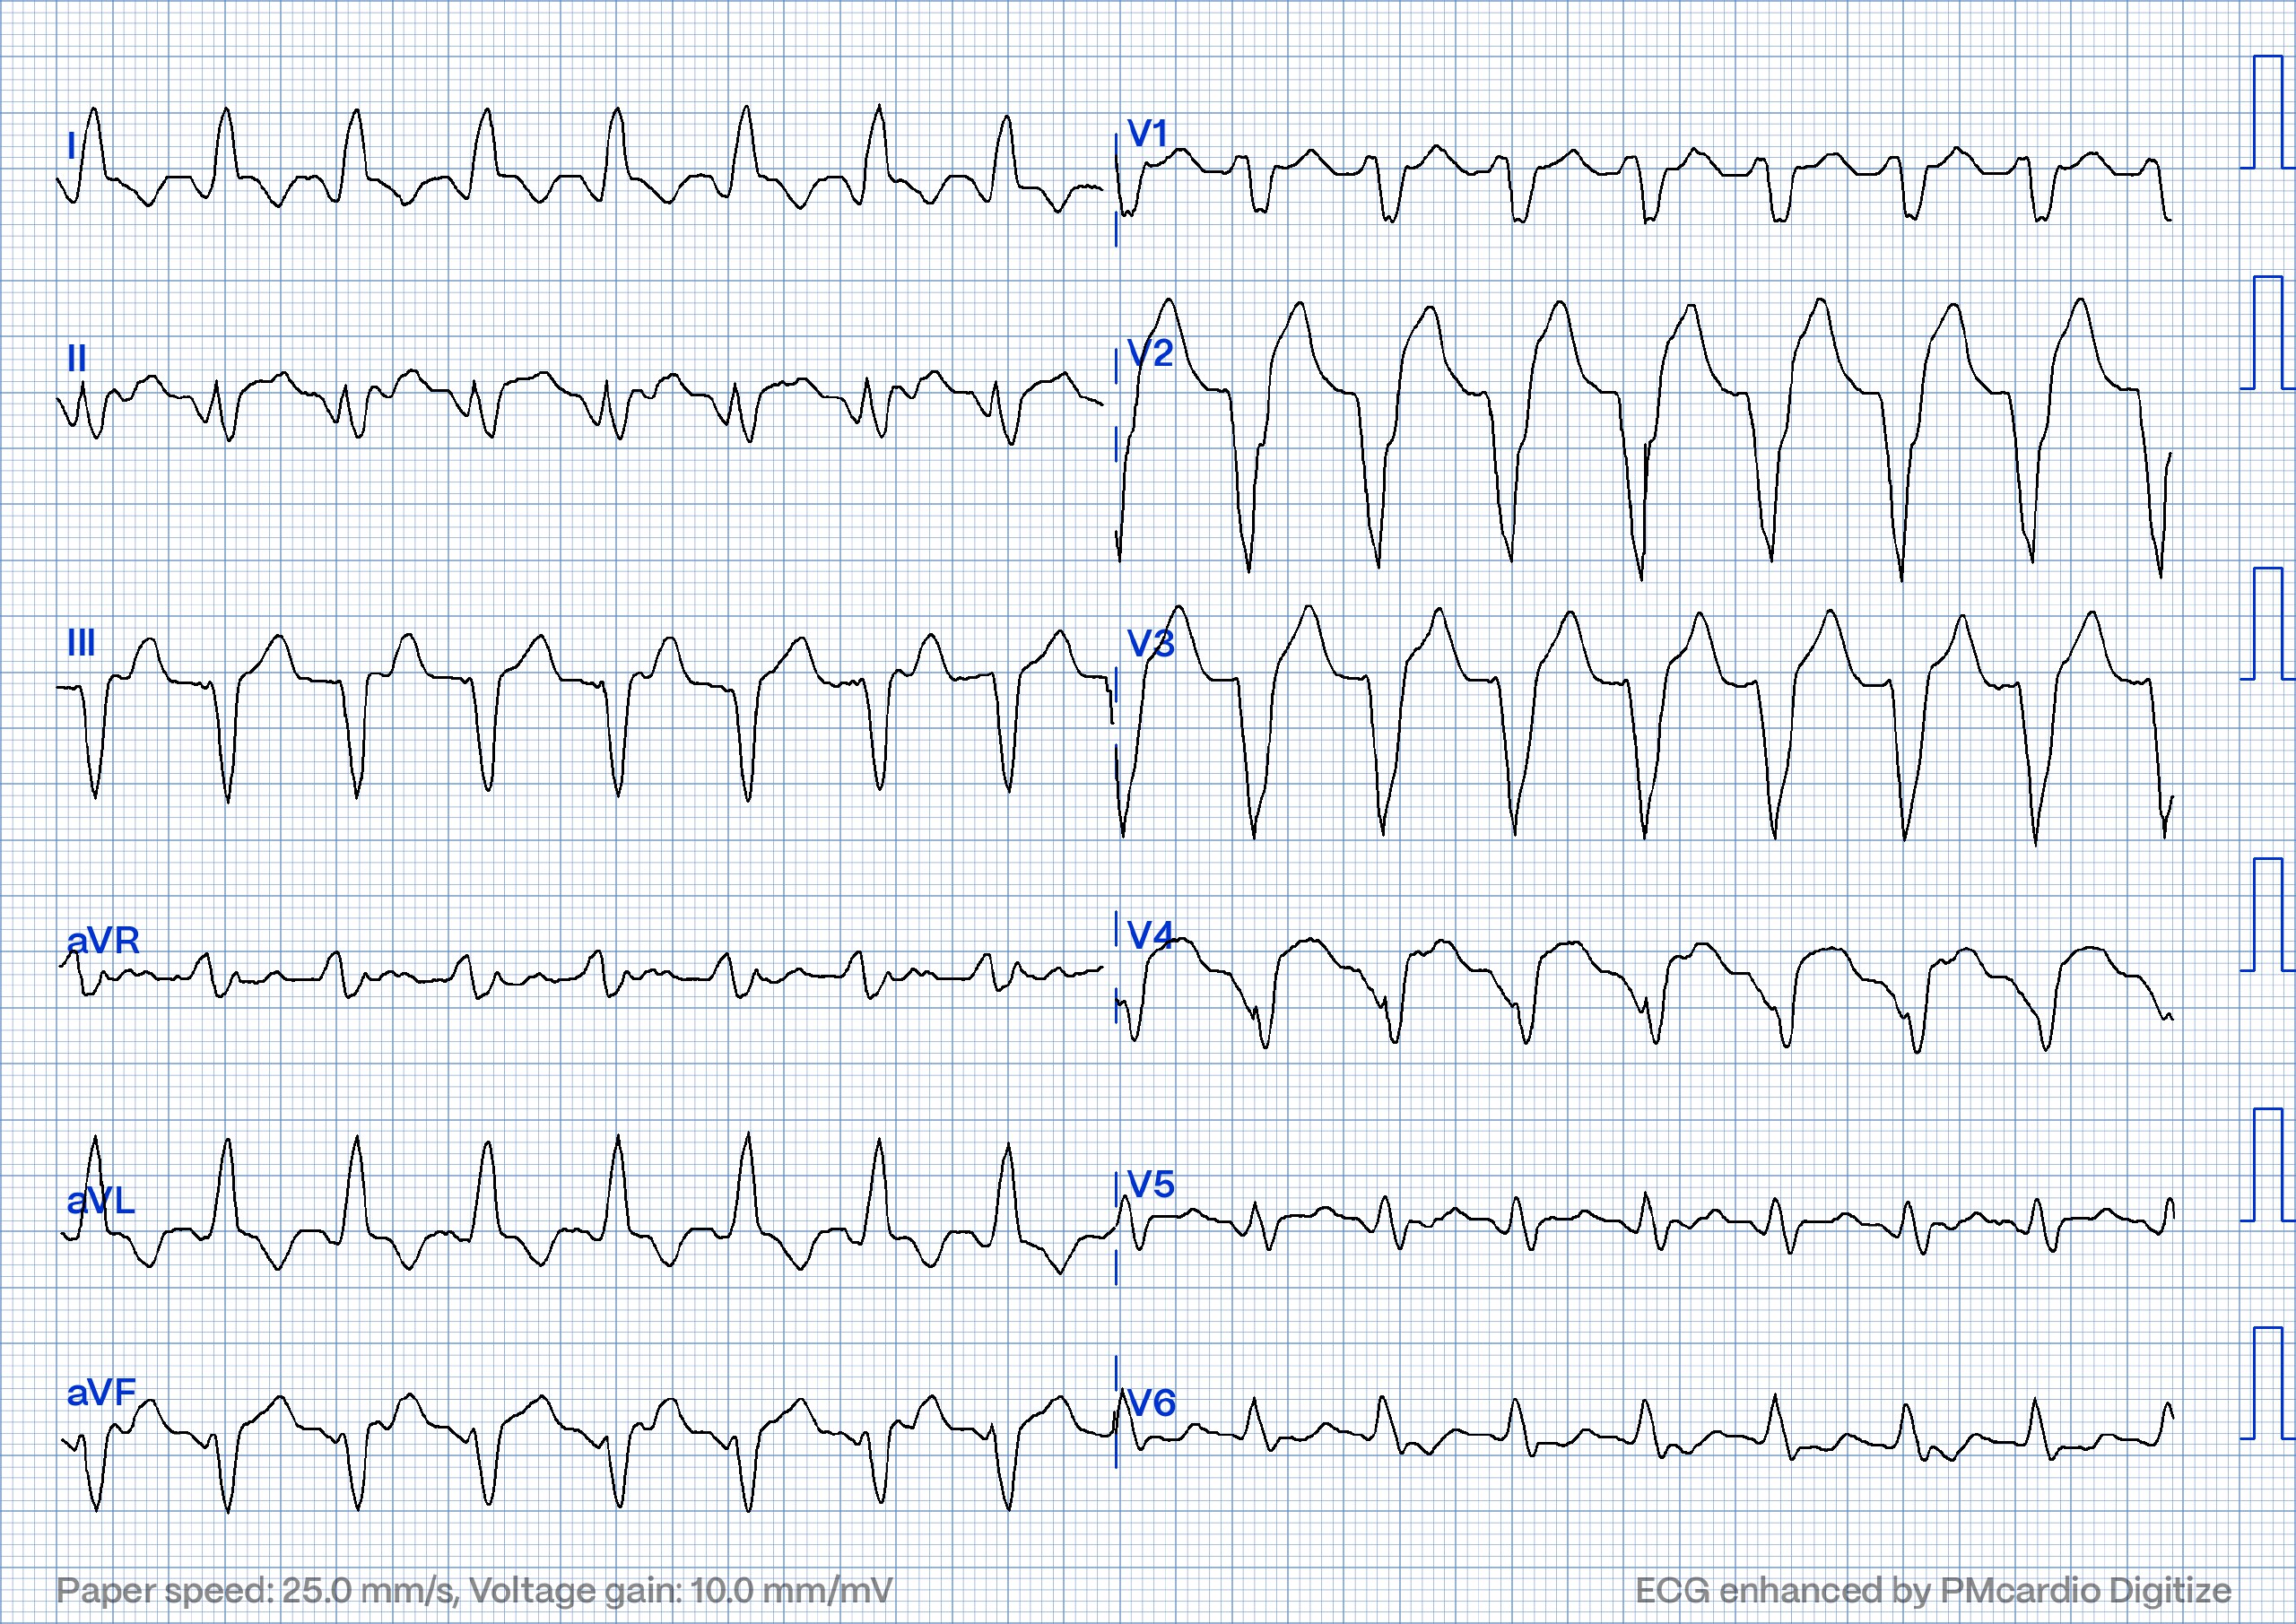 I
V1
II
V2
III
V3
aVR
V4
aVL
V5
aVF
V6
Paper speed: 25.0 mm/s, Voltage gain: 10.0 mm/mV
ECG enhanced by PMcardio Digitize